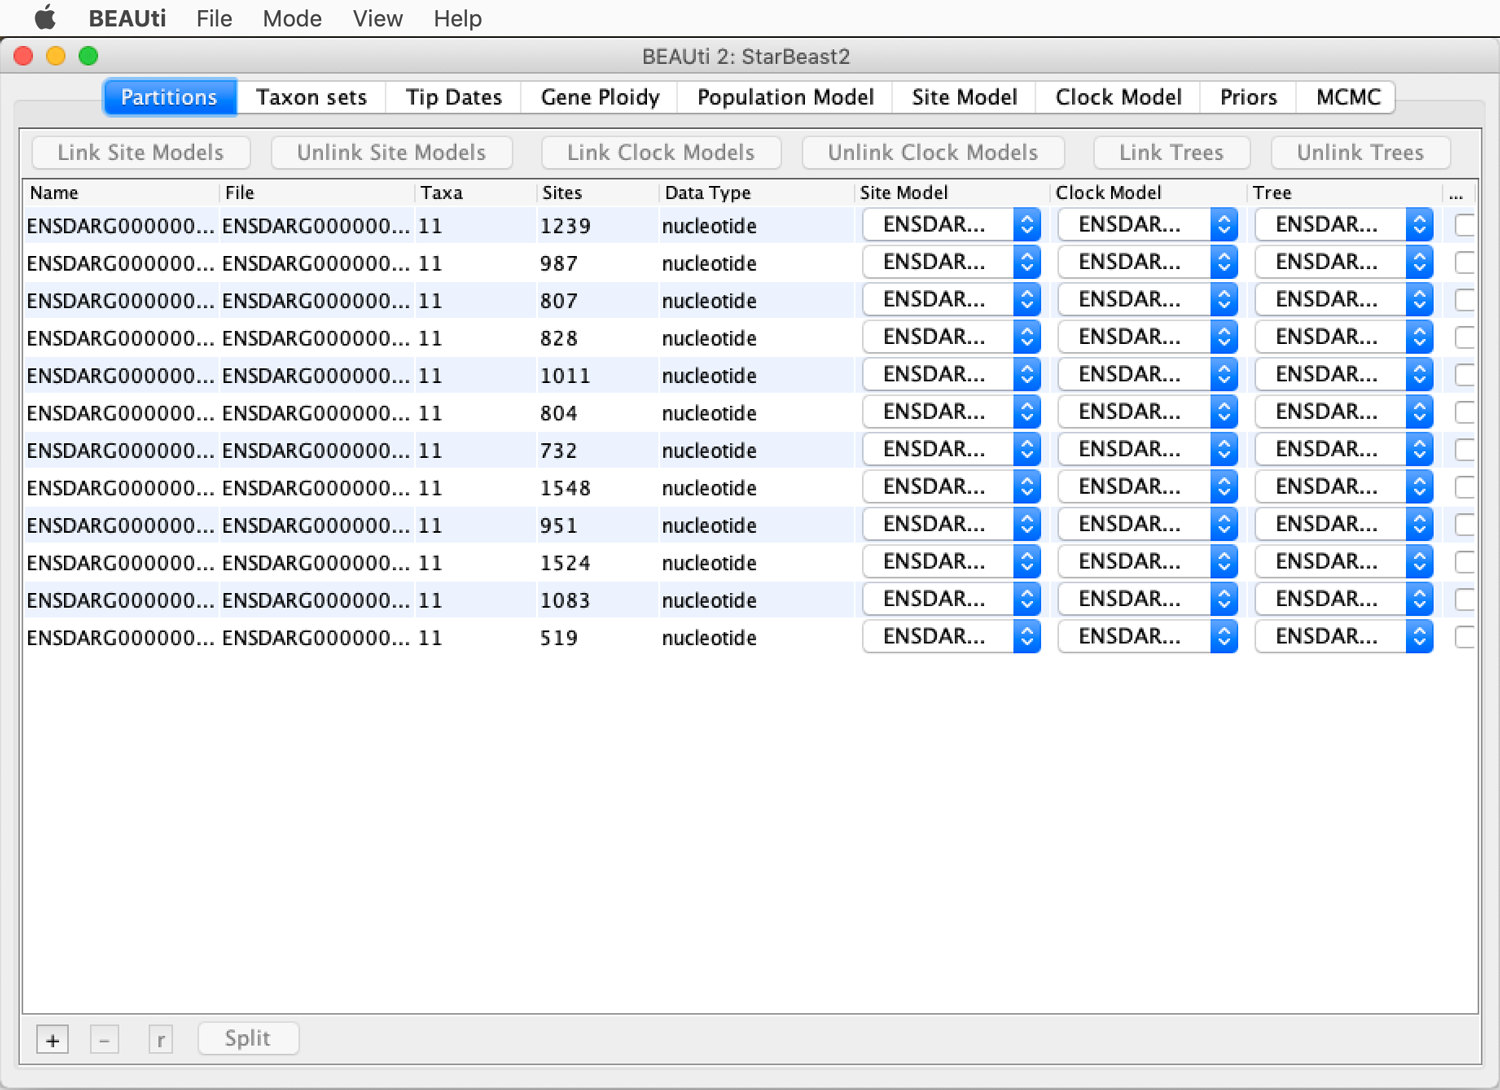 BEAUti File Mode View Help
BEAUti 2: StarBeast2
Partitions Taxon sets Tip Dates Gene Ploidy Population Model Site Model Clock Model Priors MCMC
Link Site Models Unlink Site Models Link Clock Models Unlink Clock Models Link Trees Unlink Trees
Name File Taxa Sites Data Type Site Model Clock Model Tree ...
ENSDARG000000... ENSDARG000000... 11 1239 nucleotide ENSDAR... ENSDAR... ENSDAR...
ENSDARG000000... ENSDARG000000... 11 987 nucleotide ENSDAR... ENSDAR... ENSDAR...
ENSDARG000000... ENSDARG000000... 11 807 nucleotide ENSDAR... ENSDAR... ENSDAR...
ENSDARG000000... ENSDARG000000... 11 828 nucleotide ENSDAR... ENSDAR... ENSDAR...
ENSDARG000000... ENSDARG000000... 11 1011 nucleotide ENSDAR... ENSDAR... ENSDAR...
ENSDARG000000... ENSDARG000000... 11 804 nucleotide ENSDAR... ENSDAR... ENSDAR...
ENSDARG000000... ENSDARG000000... 11 732 nucleotide ENSDAR... ENSDAR... ENSDAR...
ENSDARG000000... ENSDARG000000... 11 1548 nucleotide ENSDAR... ENSDAR... ENSDAR...
ENSDARG000000... ENSDARG000000... 11 951 nucleotide ENSDAR... ENSDAR... ENSDAR...
ENSDARG000000... ENSDARG000000... 11 1524 nucleotide ENSDAR... ENSDAR... ENSDAR...
ENSDARG000000... ENSDARG000000... 11 1083 nucleotide ENSDAR... ENSDAR... ENSDAR...
ENSDARG000000... ENSDARG000000... 11 519 nucleotide ENSDAR... ENSDAR... ENSDAR...
+ - r Split